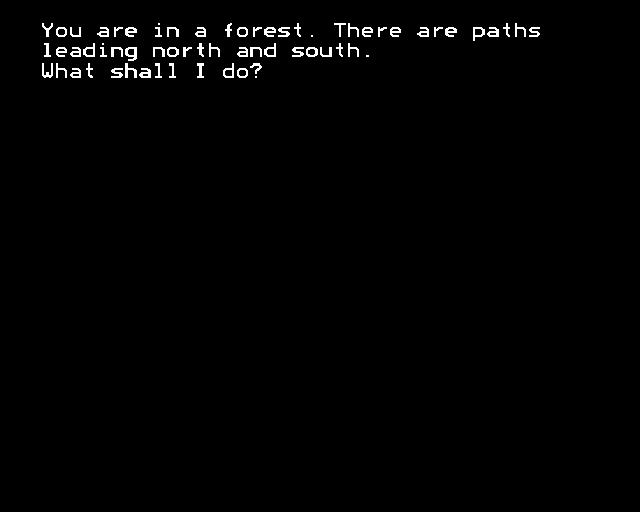 You are in a forest. There are paths
leading north and south.
What shall I do?